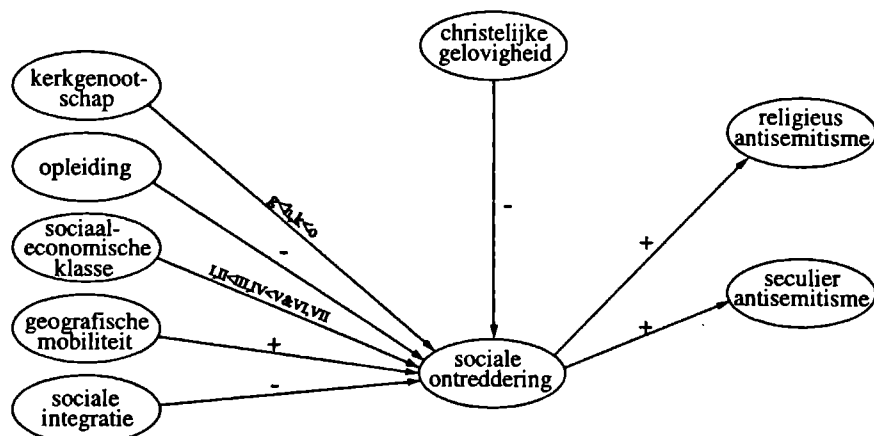 christelijke
gelovigheid
kerkgenoot-
schap
religieus
antisemitisme
opleiding
g<h,k<o
-
-
sociaal-
economische
klasse
I,II<III,IV<V&VI,VII
+
seculier
antisemitisme
geografische
mobiliteit
+
+
sociale
ontreddering
-
sociale
integratie